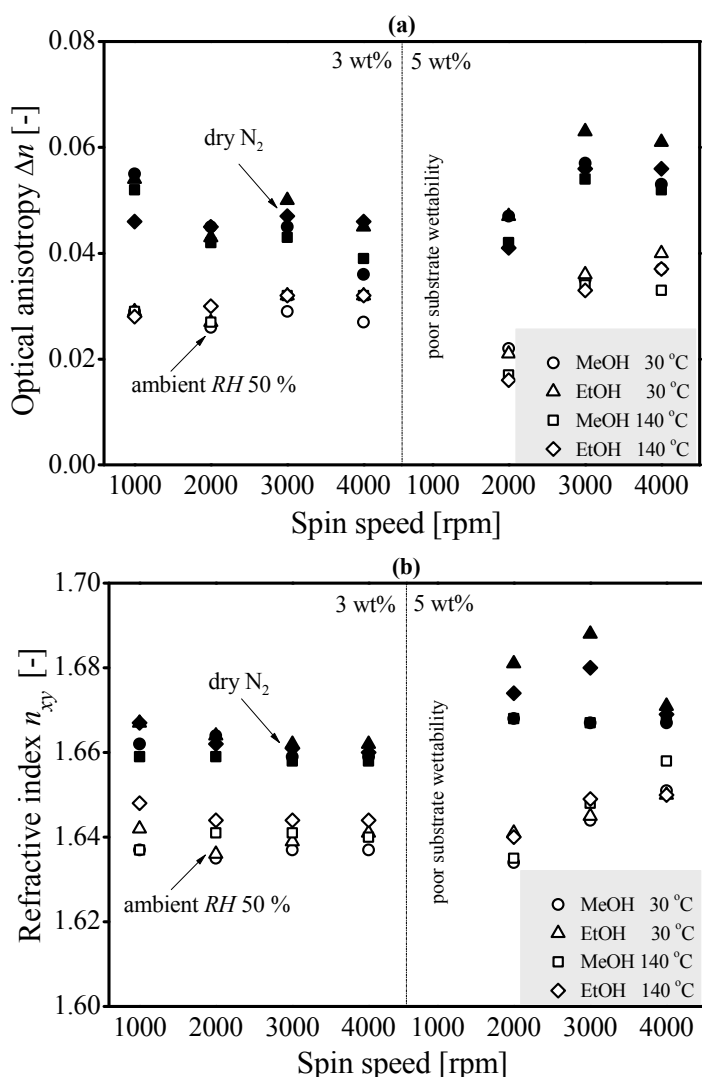 (a)
0.08
0.06
0.04
0.02
0.00
Optical anisotropy Δn [-]
3 wt%
5 wt%
dry N₂
ambient RH 50 %
poor substrate wettability
MeOH 30 °C
EtOH 30 °C
MeOH 140 °C
EtOH 140 °C
1000 2000 3000 4000 1000 2000 3000 4000
Spin speed [rpm]
(b)
1.70
1.68
1.66
1.64
1.62
1.60
Refractive index nxy [-]
3 wt%
5 wt%
dry N₂
ambient RH 50 %
poor substrate wettability
MeOH 30 °C
EtOH 30 °C
MeOH 140 °C
EtOH 140 °C
1000 2000 3000 4000 1000 2000 3000 4000
Spin speed [rpm]